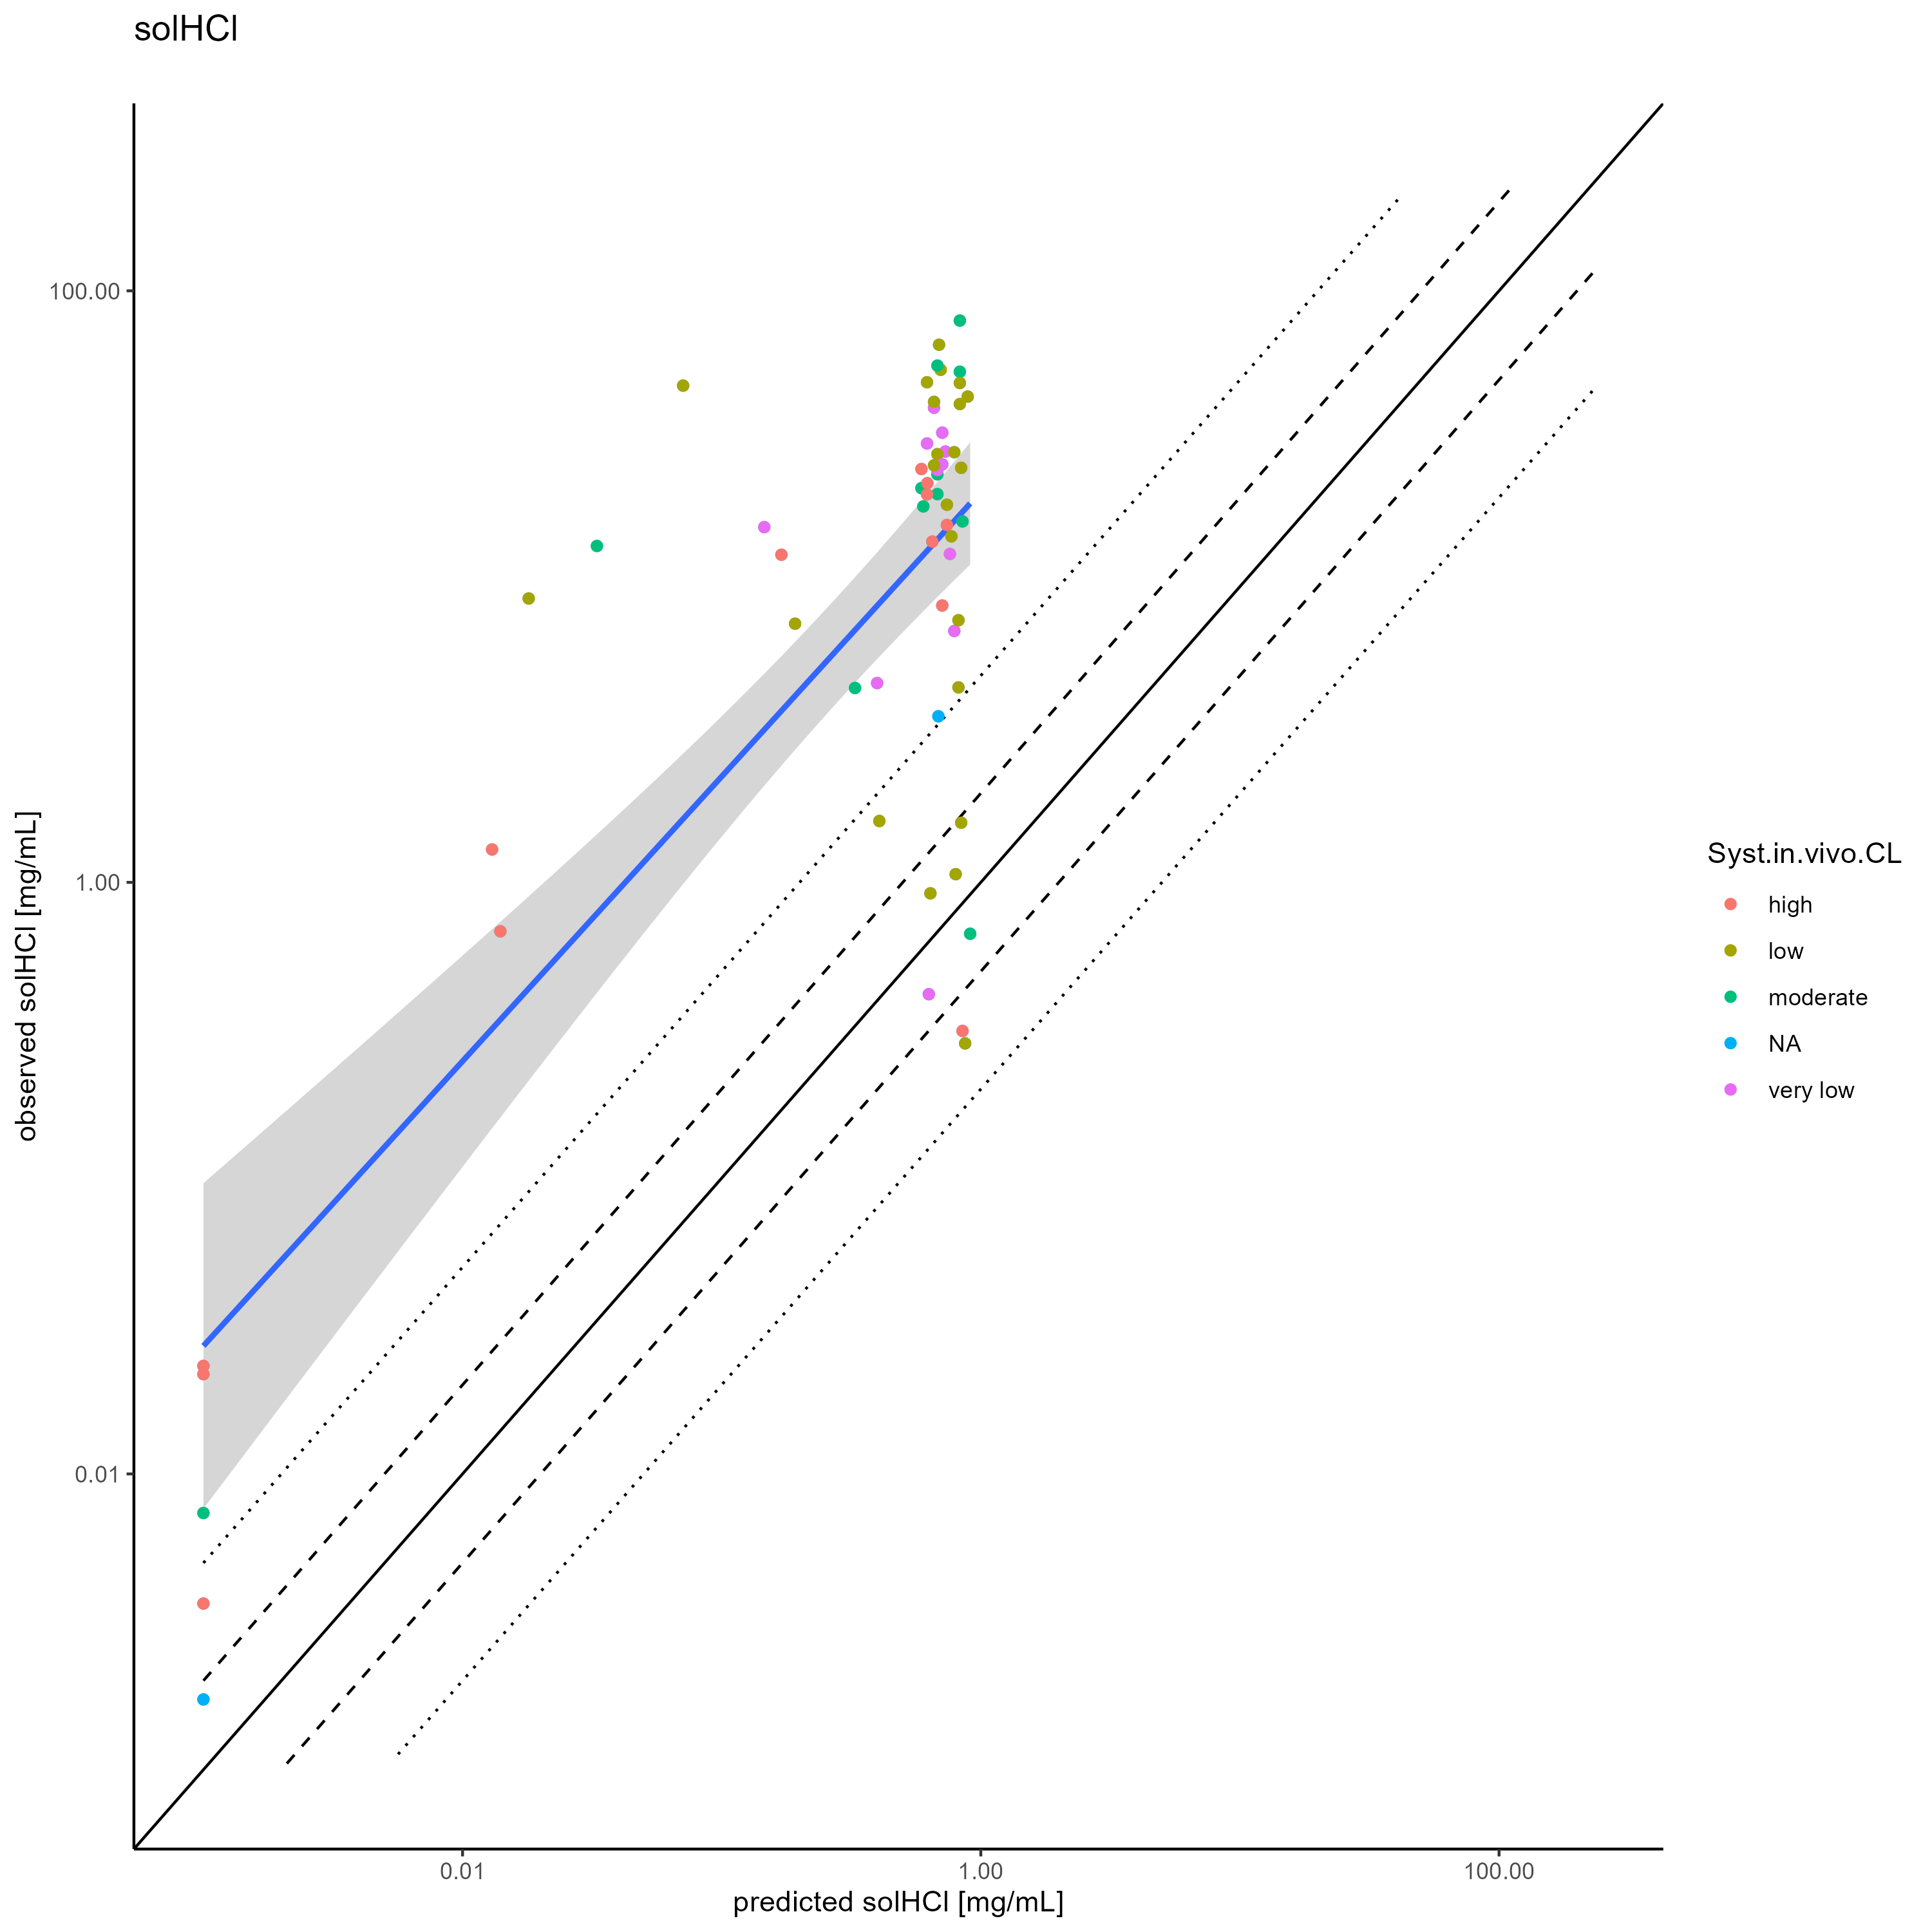 solHCl
100.00
1.00
0.01
observed solHCl [mg/mL]
0.01
1.00
100.00
predicted solHCl [mg/mL]
Syst.in.vivo.CL
high
low
moderate
NA
very low